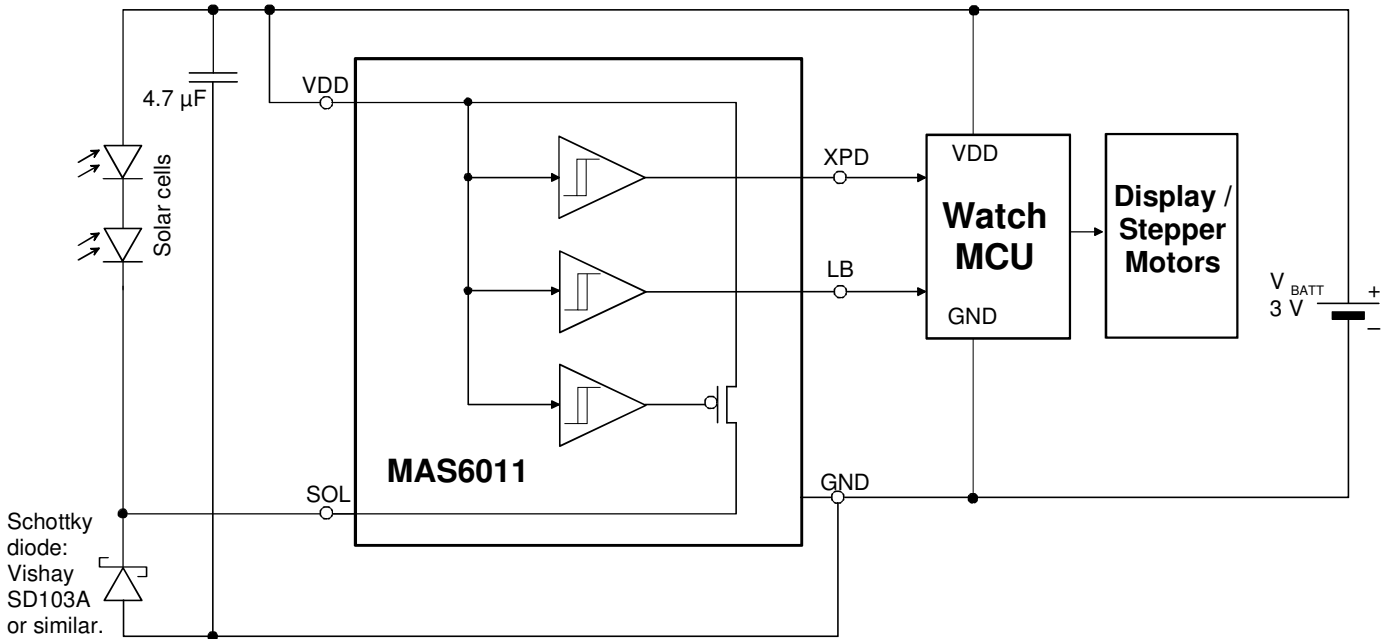 VDD
4.7 µF
Solar cells
XPD
VDD
Watch
MCU
Display /
Stepper
Motors
LB
GND
V BATT
3 V
+
–
MAS6011
SOL
GND
Schottky
diode:
Vishay
SD103A
or similar.